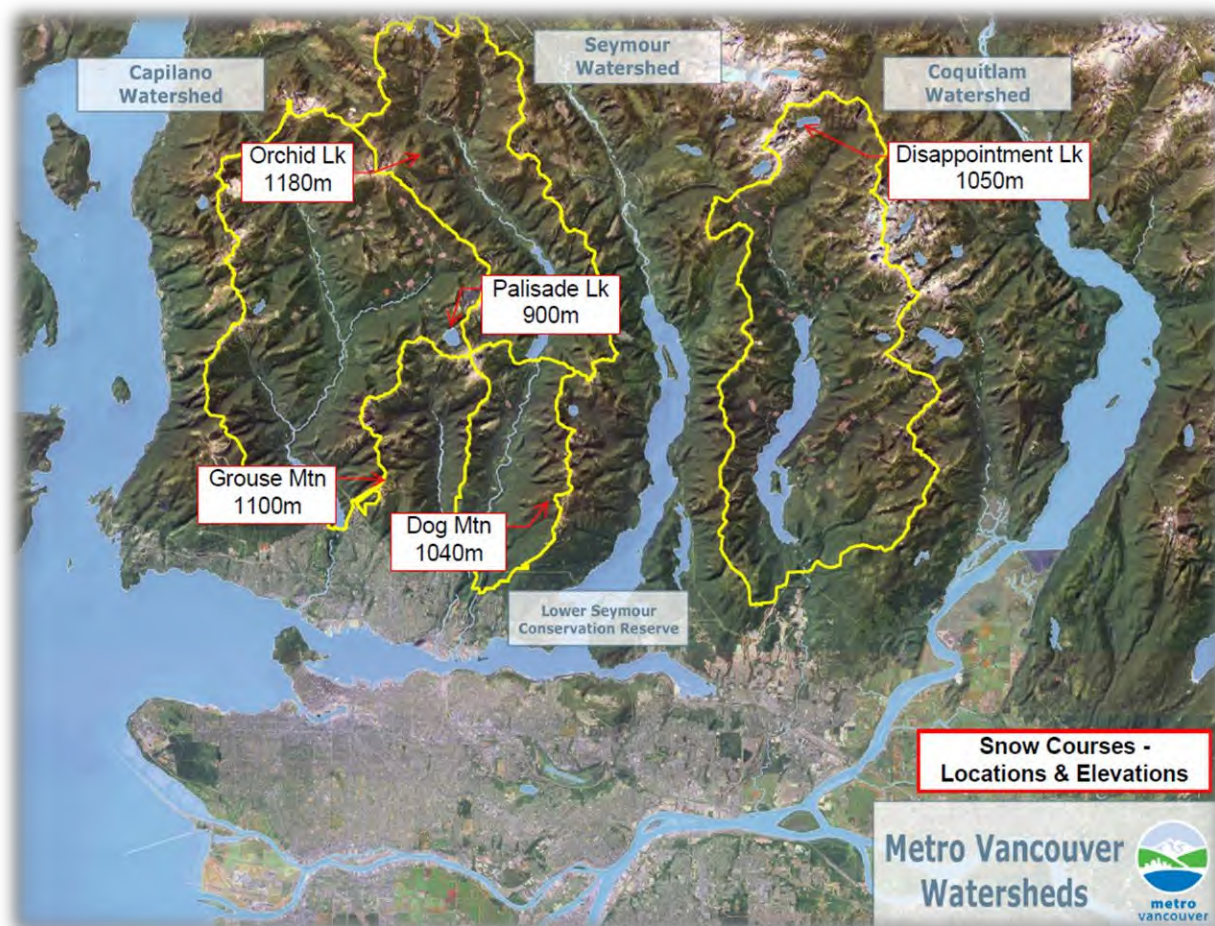 Capilano
Watershed
Seymour
Watershed
Coquitlam
Watershed
Orchid Lk
1180m
Disappointment Lk
1050m
Palisade Lk
900m
Grouse Mtn
1100m
Dog Mtn
1040m
Lower Seymour
Conservation Reserve
Snow Courses -
Locations & Elevations
Metro Vancouver
Watersheds
metro
vancouver